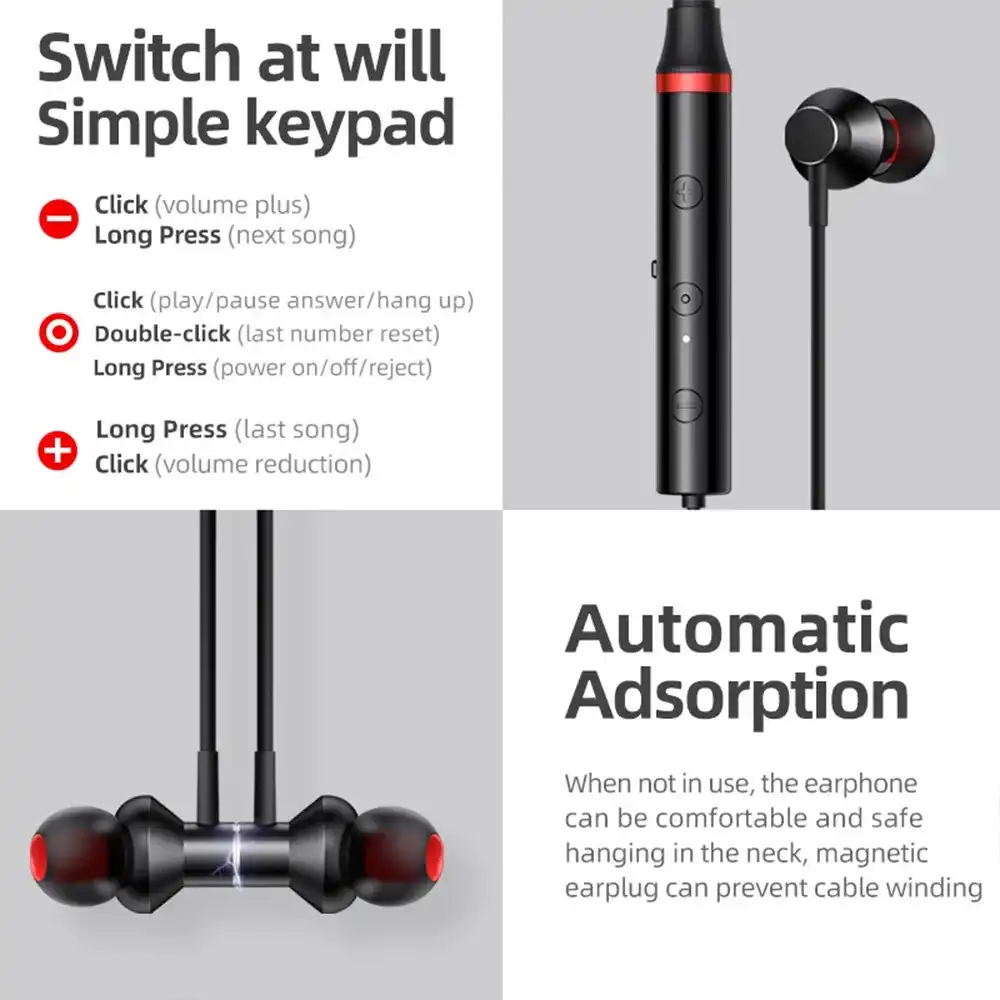 Switch at will
Simple keypad
Click (volume plus)
Long Press (next song)
Click (play/pause answer/hang up)
Double-click (last number reset)
Long Press (power on/off/reject)
Long Press (last song)
Click (volume reduction)
Automatic
Adsorption
When not in use, the earphone
can be comfortable and safe
hanging in the neck, magnetic
earplug can prevent cable winding